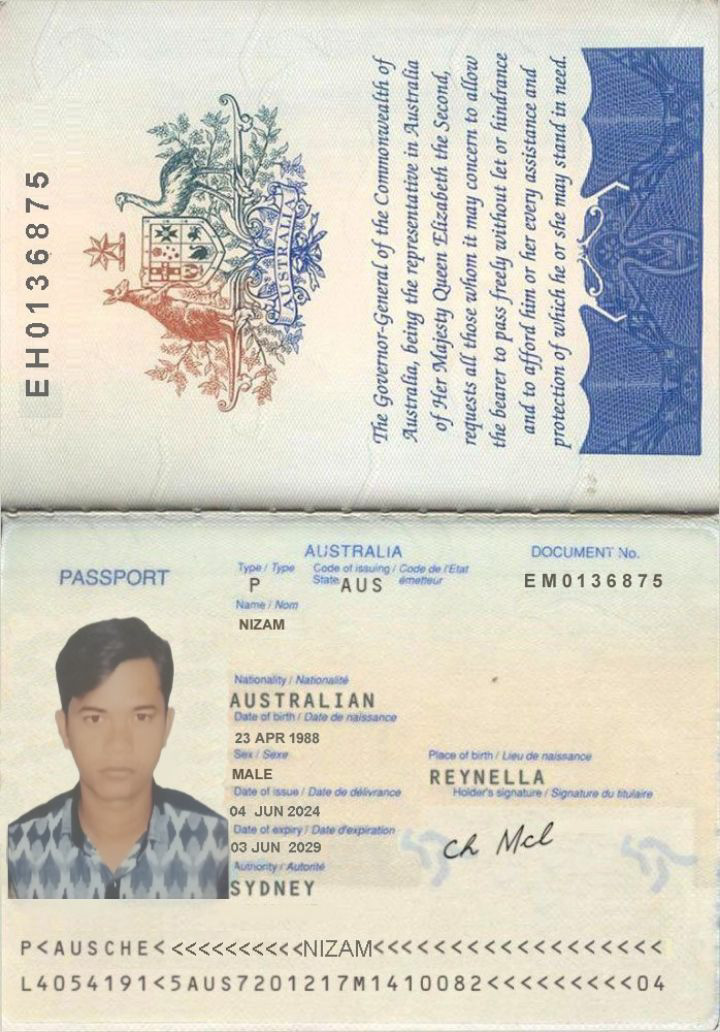 EH0136875
AUSTRALIA
The Governor-General of the Commonwealth of
Australia, being the representative in Australia
of Her Majesty Queen Elizabeth the Second,
requests all those whom it may concern to allow
the bearer to pass freely without let or hindrance
and to afford him or her every assistance and
protection of which he or she may stand in need.
PASSPORT
AUSTRALIA
DOCUMENT No.
Type / Type
Code of issuing / Code de l'Etat
State
émetteur
P
AUS
EM0136875
Name / Nom
NIZAM
Nationality / Nationalité
AUSTRALIAN
Date of birth / Date de naissance
23 APR 1988
Sex / Sexe
Place of birth / Lieu de naissance
MALE
REYNELLA
Date of issue / Date de délivrance
Holder's signature / Signature du titulaire
04 JUN 2024
Date of expiry / Date d'expiration
03 JUN 2029
ch Mcl
Authority / Autorité
SYDNEY
P<AUSCHE<<<<<<<<<<<NIZAM<<<<<<<<<<<<<<<<<<<
L4054191<5AUS7201217M1410082<<<<<<<<<<04